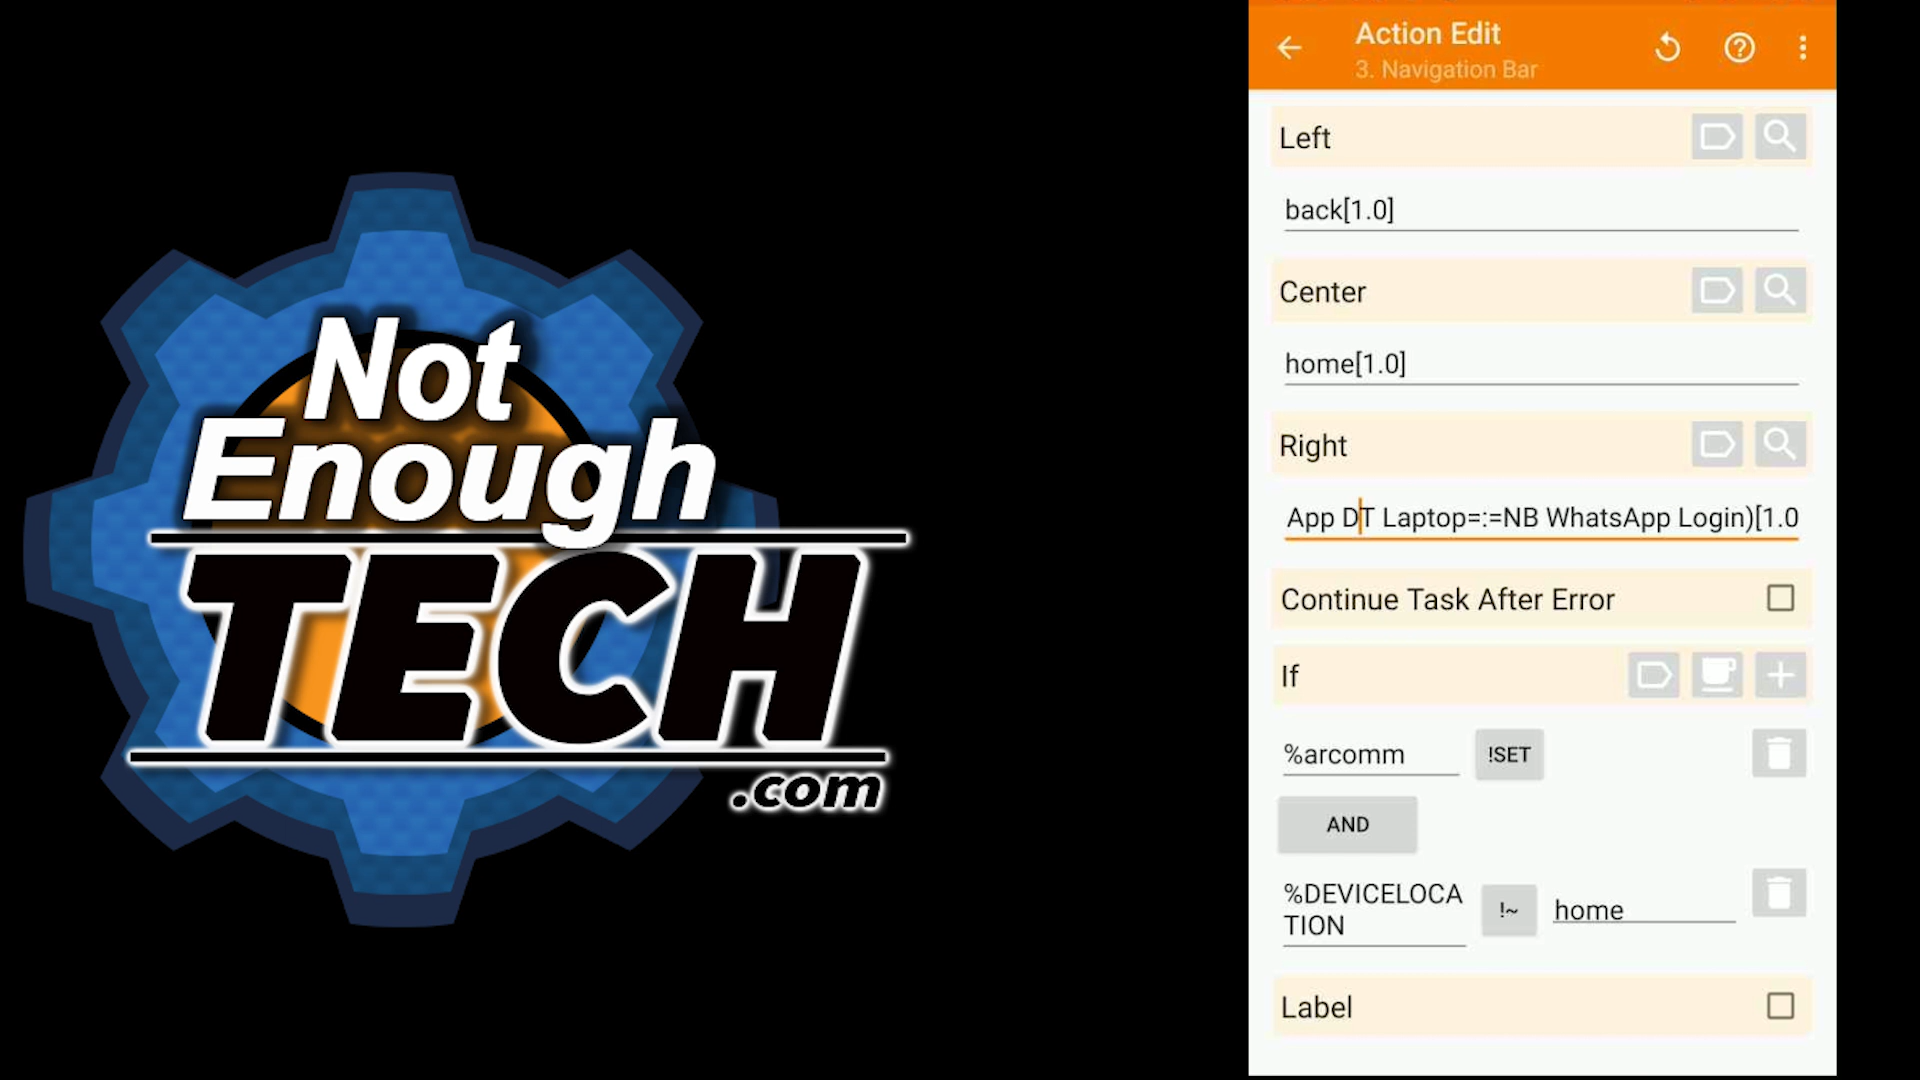 Not
Enough
TECH
.com
Action Edit
3. Navigation Bar
Left
back[1.0]
Center
home[1.0]
Right
App DT Laptop=:=NB WhatsApp Login)[1.0
Continue Task After Error
If
%arcomm !SET
AND
%DEVICELOCA
TION !~ home
Label